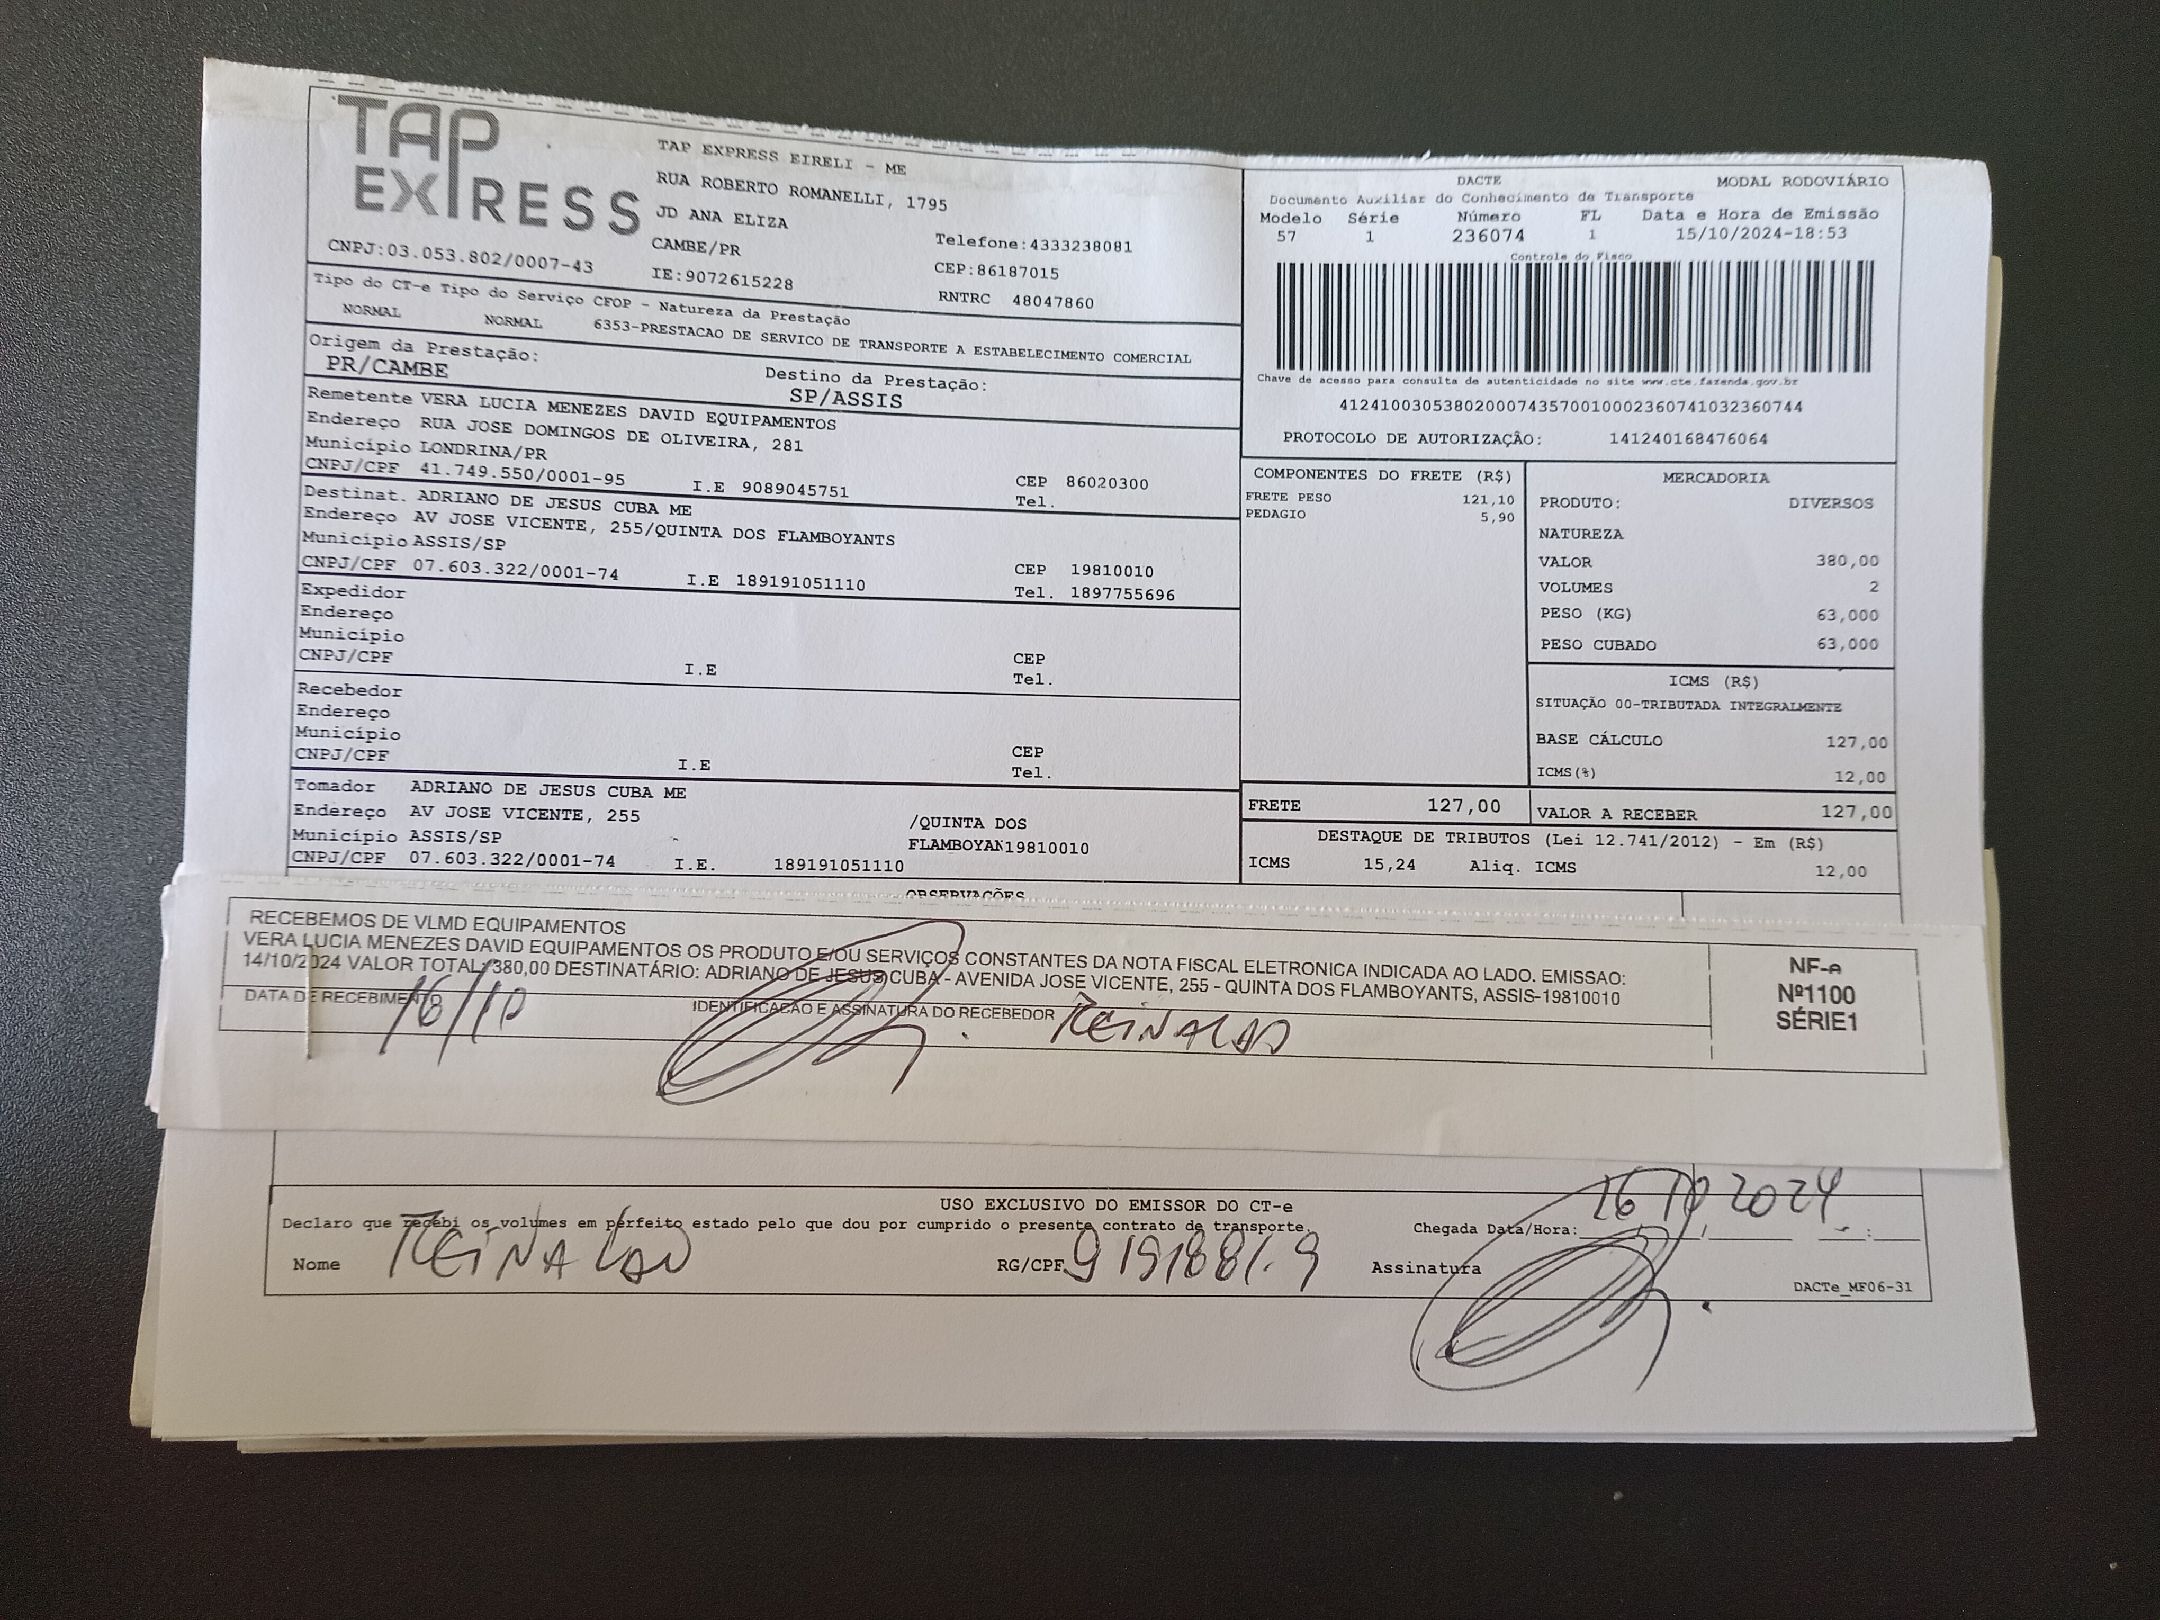 TAP
EXPRESS
TAP EXPRESS EIRELI - ME
RUA ROBERTO ROMANELLI, 1795
JD ANA ELIZA
CAMBE/PR Telefone:4333238081
CNPJ:03.053.802/0007-43 IE:9072615228 CEP:86187015
RNTRC 48047860
Tipo do CT-e Tipo do Serviço CFOP - Natureza da Prestação
NORMAL NORMAL 6353-PRESTACAO DE SERVICO DE TRANSPORTE A ESTABELECIMENTO COMERCIAL
Origem da Prestação: Destino da Prestação:
PR/CAMBE SP/ASSIS
Remetente VERA LUCIA MENEZES DAVID EQUIPAMENTOS
Endereço RUA JOSE DOMINGOS DE OLIVEIRA, 281
Município LONDRINA/PR CEP 86020300
CNPJ/CPF 41.749.550/0001-95 I.E 9089045751 Tel.
Destinat. ADRIANO DE JESUS CUBA ME
Endereço AV JOSE VICENTE, 255/QUINTA DOS FLAMBOYANTS
Município ASSIS/SP CEP 19810010
CNPJ/CPF 07.603.322/0001-74 I.E 189191051110 Tel. 1897755696
Expedidor
Endereço
Município CEP
CNPJ/CPF I.E Tel.
Recebedor
Endereço
Município CEP
CNPJ/CPF I.E Tel.
Tomador ADRIANO DE JESUS CUBA ME
Endereço AV JOSE VICENTE, 255 /QUINTA DOS
Município ASSIS/SP FLAMBOYAN19810010
CNPJ/CPF 07.603.322/0001-74 I.E. 189191051110
OBSERVAÇÕES
DACTE MODAL RODOVIÁRIO
Documento Auxiliar do Conhecimento de Transporte
Modelo Série Número FL Data e Hora de Emissão
57 1 236074 1 15/10/2024-18:53
Controle do Fisco
Chave de acesso para consulta de autenticidade no site www.cte.fazenda.gov.br
41241003053802000743570010002360741032360744
PROTOCOLO DE AUTORIZAÇÃO: 141240168476064
COMPONENTES DO FRETE (R$)
FRETE PESO 121,10
PEDAGIO 5,90
MERCADORIA
PRODUTO: DIVERSOS
NATUREZA
VALOR 380,00
VOLUMES 2
PESO (KG) 63,000
PESO CUBADO 63,000
ICMS (R$)
SITUAÇÃO 00-TRIBUTADA INTEGRALMENTE
BASE CÁLCULO 127,00
ICMS(%) 12,00
FRETE 127,00 VALOR A RECEBER 127,00
DESTAQUE DE TRIBUTOS (Lei 12.741/2012) - Em (R$)
ICMS 15,24 Aliq. ICMS 12,00
RECEBEMOS DE VLMD EQUIPAMENTOS
VERA LUCIA MENEZES DAVID EQUIPAMENTOS OS PRODUTO E/OU SERVIÇOS CONSTANTES DA NOTA FISCAL ELETRONICA INDICADA AO LADO. EMISSAO:
14/10/2024 VALOR TOTAL: 380,00 DESTINATÁRIO: ADRIANO DE JESUS CUBA - AVENIDA JOSE VICENTE, 255 - QUINTA DOS FLAMBOYANTS, ASSIS-19810010
DATA DE RECEBIMENTO IDENTIFICAÇÃO E ASSINATURA DO RECEBEDOR
16/10 REINALDO
NF-e
Nº1100
SÉRIE1
USO EXCLUSIVO DO EMISSOR DO CT-e
Declaro que recebi os volumes em perfeito estado pelo que dou por cumprido o presente contrato de transporte. Chegada Data/Hora: 16 10 2024
Nome REINALDO RG/CPF 9191881.9 Assinatura
DACTe_MF06-31